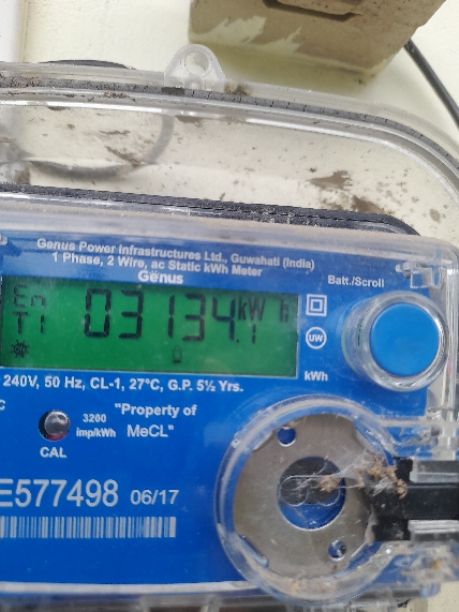 Genus Power Infrastructures Ltd., Guwahati (India)
1 Phase, 2 Wire, ac Static kWh Meter
Genus
Batt./Scroll
En
T1
03134.1 kW h
UW
kWh
240V, 50 Hz, CL-1, 27°C, G.P. 5½ Yrs.
3200
imp/kWh
CAL
"Property of
MeCL"
E577498 06/17